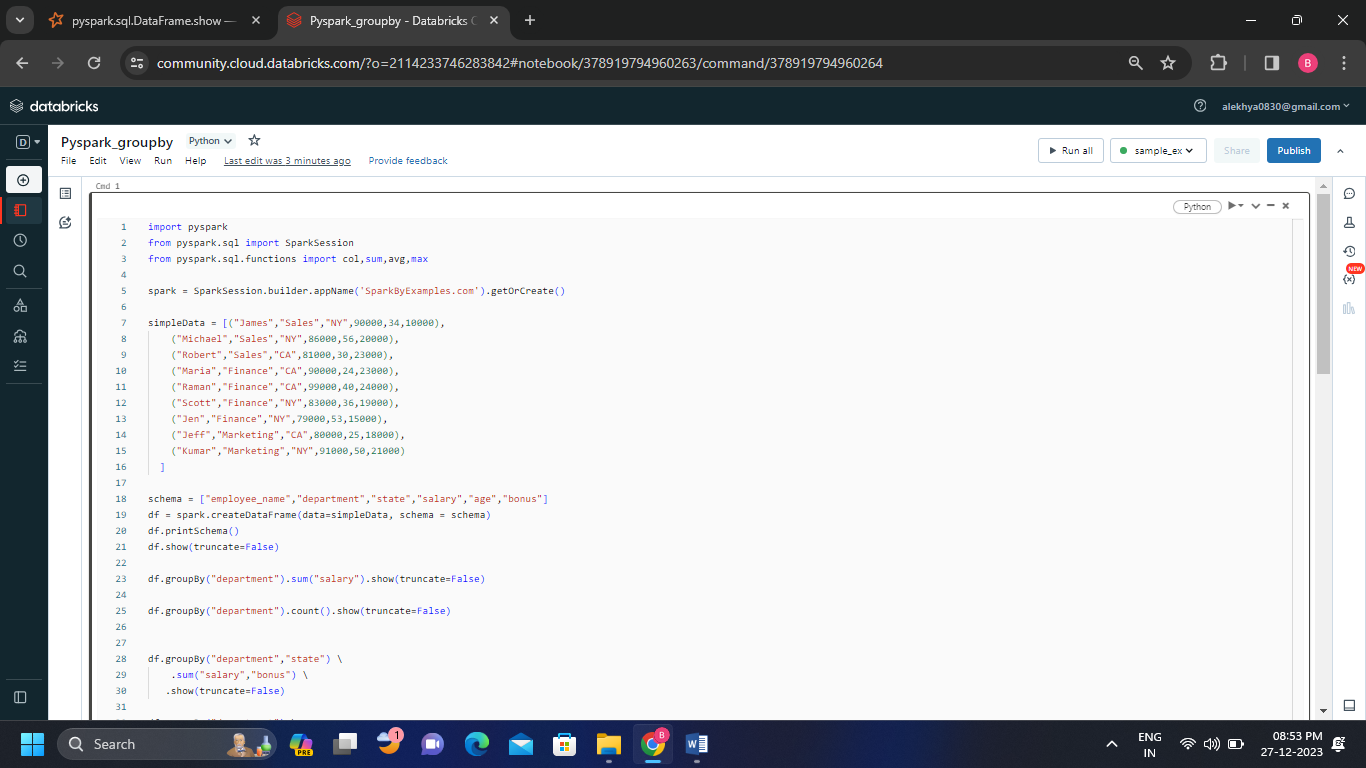 pyspark.sql.DataFrame.show —
Pyspark_groupby - Databricks C
community.cloud.databricks.com/?o=2114233746283842#notebook/378919794960263/command/378919794960264
B
databricks
alekhya0830@gmail.com
D
Pyspark_groupby
Python
File Edit View Run Help Last edit was 3 minutes ago Provide feedback
Run all
sample_ex
Share
Publish
Cmd 1
Python
NEW
1 import pyspark
2 from pyspark.sql import SparkSession
3 from pyspark.sql.functions import col,sum,avg,max
4
5 spark = SparkSession.builder.appName('SparkByExamples.com').getOrCreate()
6
7 simpleData = [("James","Sales","NY",90000,34,10000),
8 ("Michael","Sales","NY",86000,56,20000),
9 ("Robert","Sales","CA",81000,30,23000),
10 ("Maria","Finance","CA",90000,24,23000),
11 ("Raman","Finance","CA",99000,40,24000),
12 ("Scott","Finance","NY",83000,36,19000),
13 ("Jen","Finance","NY",79000,53,15000),
14 ("Jeff","Marketing","CA",80000,25,18000),
15 ("Kumar","Marketing","NY",91000,50,21000)
16 ]
17
18 schema = ["employee_name","department","state","salary","age","bonus"]
19 df = spark.createDataFrame(data=simpleData, schema = schema)
20 df.printSchema()
21 df.show(truncate=False)
22
23 df.groupBy("department").sum("salary").show(truncate=False)
24
25 df.groupBy("department").count().show(truncate=False)
26
27
28 df.groupBy("department","state") \
29 .sum("salary","bonus") \
30 .show(truncate=False)
31
Search
PRE
1
B
ENG
IN
08:53 PM
27-12-2023